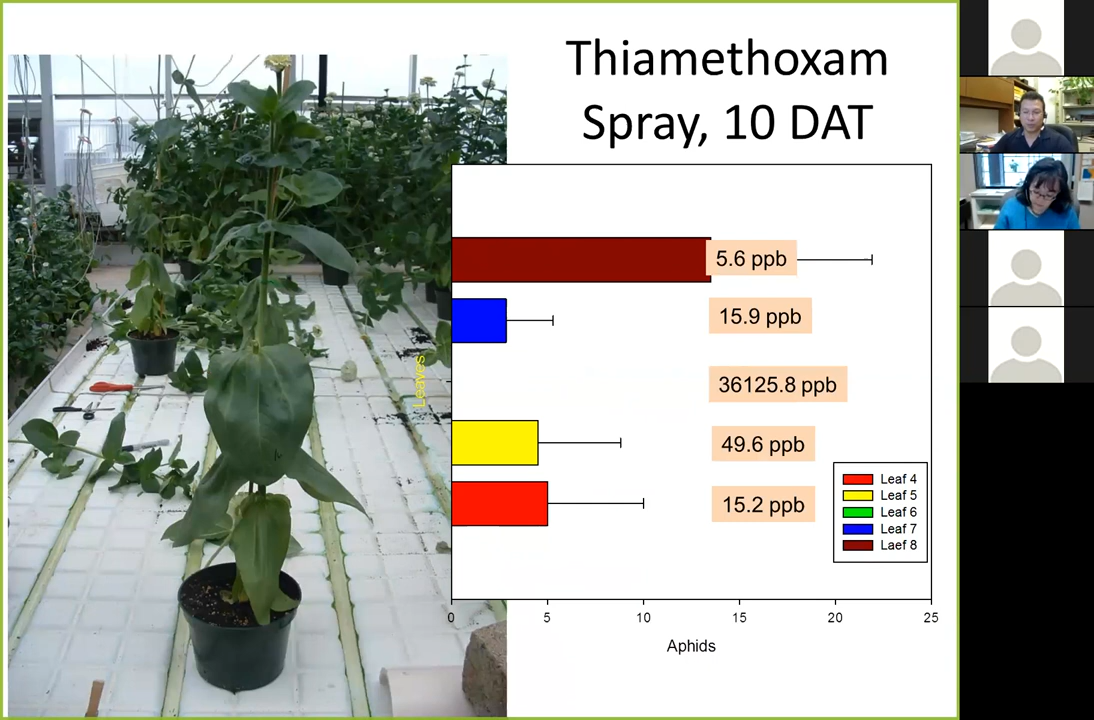 Thiamethoxam
Spray, 10 DAT
Leaves
5.6 ppb
15.9 ppb
36125.8 ppb
49.6 ppb
15.2 ppb
Leaf 4
Leaf 5
Leaf 6
Leaf 7
Laef 8
0 5 10 15 20 25
Aphids